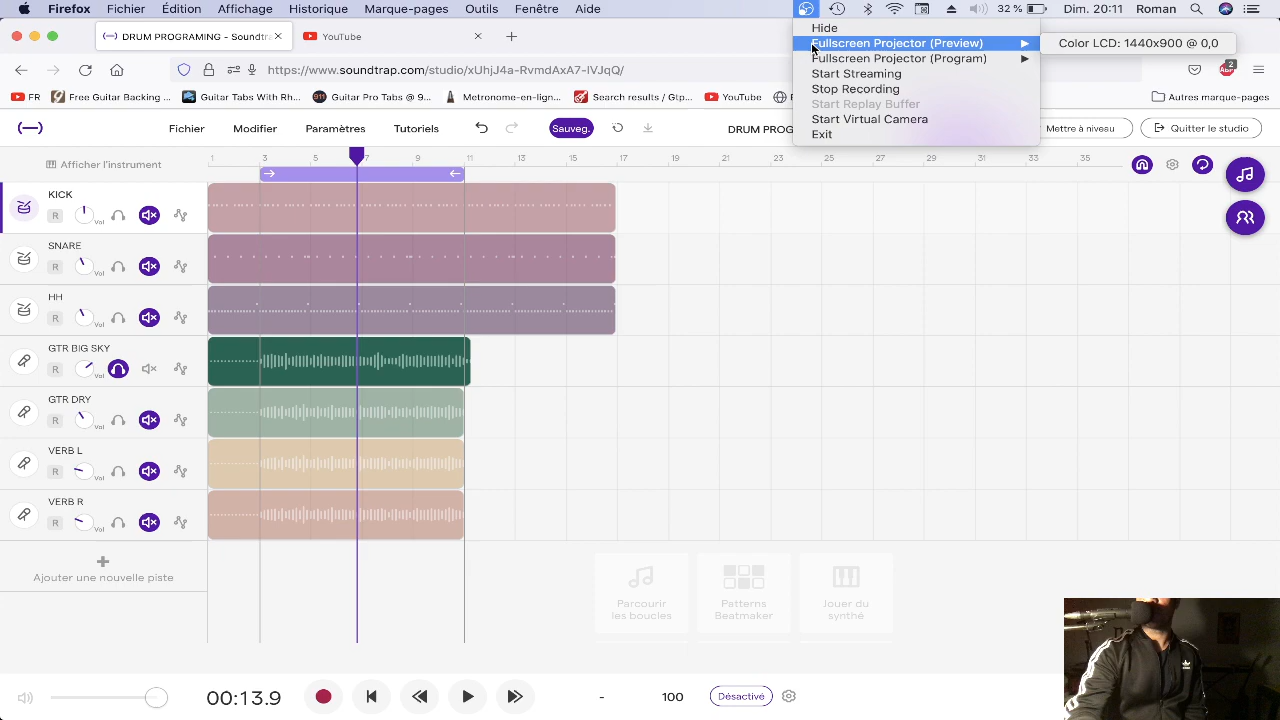 Firefox Fichier Édition Affichage Historique Marque-pages Outils Fenêtre Aide 32 % Dim. 20:11 Roman
DRUM PROGRAMING - Soundtra
YouTube
https://www.soundtrap.com/studio/xUhjJ4a-RvmdAxA7-lVJqQ/
ABP 2
FR Free Guitar Backing Guitar Tabs With Rhyt Guitar Pro Tabs @ 9 Metronome-en-lign Search results / Gtp YouTube Autres marque-pages
Hide
Fullscreen Projector (Preview)
Color LCD: 1440x900 @ 0,0
Fullscreen Projector (Program)
Start Streaming
Stop Recording
Start Replay Buffer
Start Virtual Camera
Exit
Fichier Modifier Paramètres Tutoriels Sauveg. DRUM PROG Mettre à niveau Quitter le studio
Afficher l'instrument
1 3 5 7 9 11 13 15 17 19 21 23 25 27 29 31 33 35
KICK
R Vol
SNARE
R Vol
HH
R Vol
GTR BIG SKY
R Vol
GTR DRY
R Vol
VERB L
R Vol
VERB R
R Vol
Ajouter une nouvelle piste
Parcourir
les boucles
Patterns
Beatmaker
Jouer du
synthé
00:13.9 - 100 Désactivé